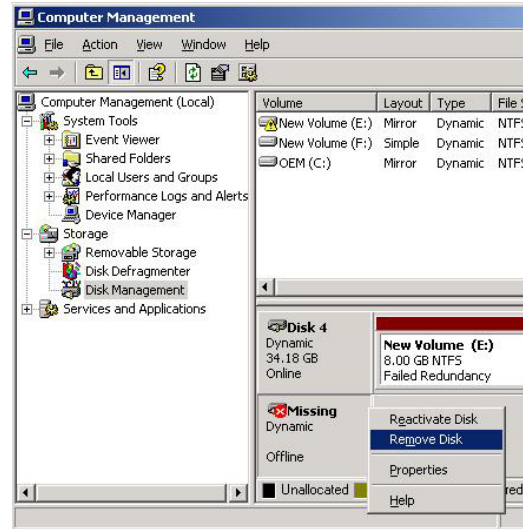 Computer Management
File Action View Window Help
Computer Management (Local)
System Tools
Event Viewer
Shared Folders
Local Users and Groups
Performance Logs and Alerts
Device Manager
Storage
Removable Storage
Disk Defragmenter
Disk Management
Services and Applications
Volume Layout Type File S
New Volume (E:) Mirror Dynamic NTFS
New Volume (F:) Simple Dynamic NTFS
OEM (C:) Mirror Dynamic NTFS
Disk 4
Dynamic
34.18 GB
Online
New Volume (E:)
8.00 GB NTFS
Failed Redundancy
Missing
Dynamic
Offline
Reactivate Disk
Remove Disk
Properties
Help
Unallocated
red